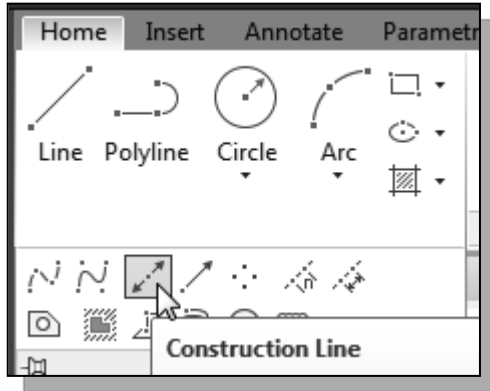 Home Insert Annotate Parametr
Line Polyline Circle Arc
Construction Line